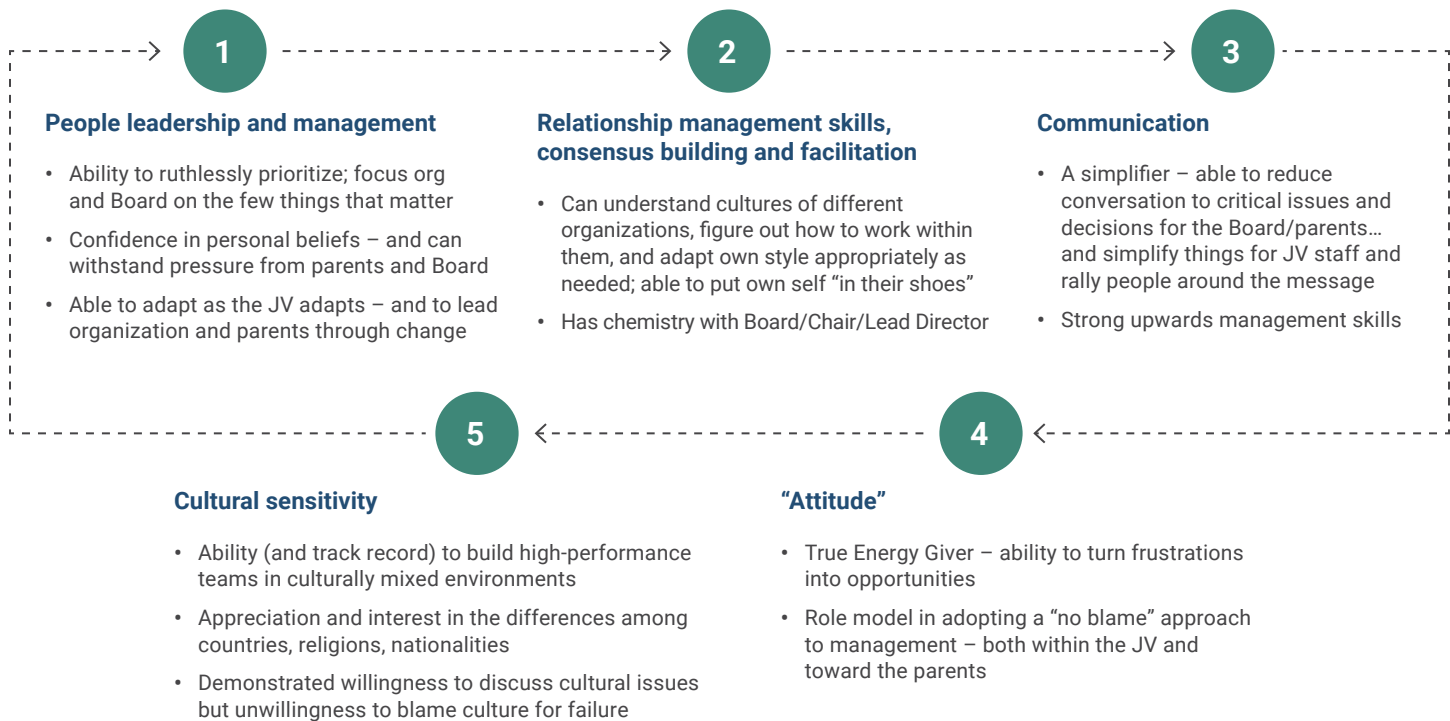 1
People leadership and management
• Ability to ruthlessly prioritize; focus org
and Board on the few things that matter
• Confidence in personal beliefs – and can
withstand pressure from parents and Board
• Able to adapt as the JV adapts – and to lead
organization and parents through change
2
Relationship management skills,
consensus building and facilitation
• Can understand cultures of different
organizations, figure out how to work within
them, and adapt own style appropriately as
needed; able to put own self “in their shoes”
• Has chemistry with Board/Chair/Lead Director
3
Communication
• A simplifier – able to reduce
conversation to critical issues and
decisions for the Board/parents…
and simplify things for JV staff and
rally people around the message
• Strong upwards management skills
4
“Attitude”
• True Energy Giver – ability to turn frustrations
into opportunities
• Role model in adopting a “no blame” approach
to management – both within the JV and
toward the parents
5
Cultural sensitivity
• Ability (and track record) to build high-performance
teams in culturally mixed environments
• Appreciation and interest in the differences among
countries, religions, nationalities
• Demonstrated willingness to discuss cultural issues
but unwillingness to blame culture for failure